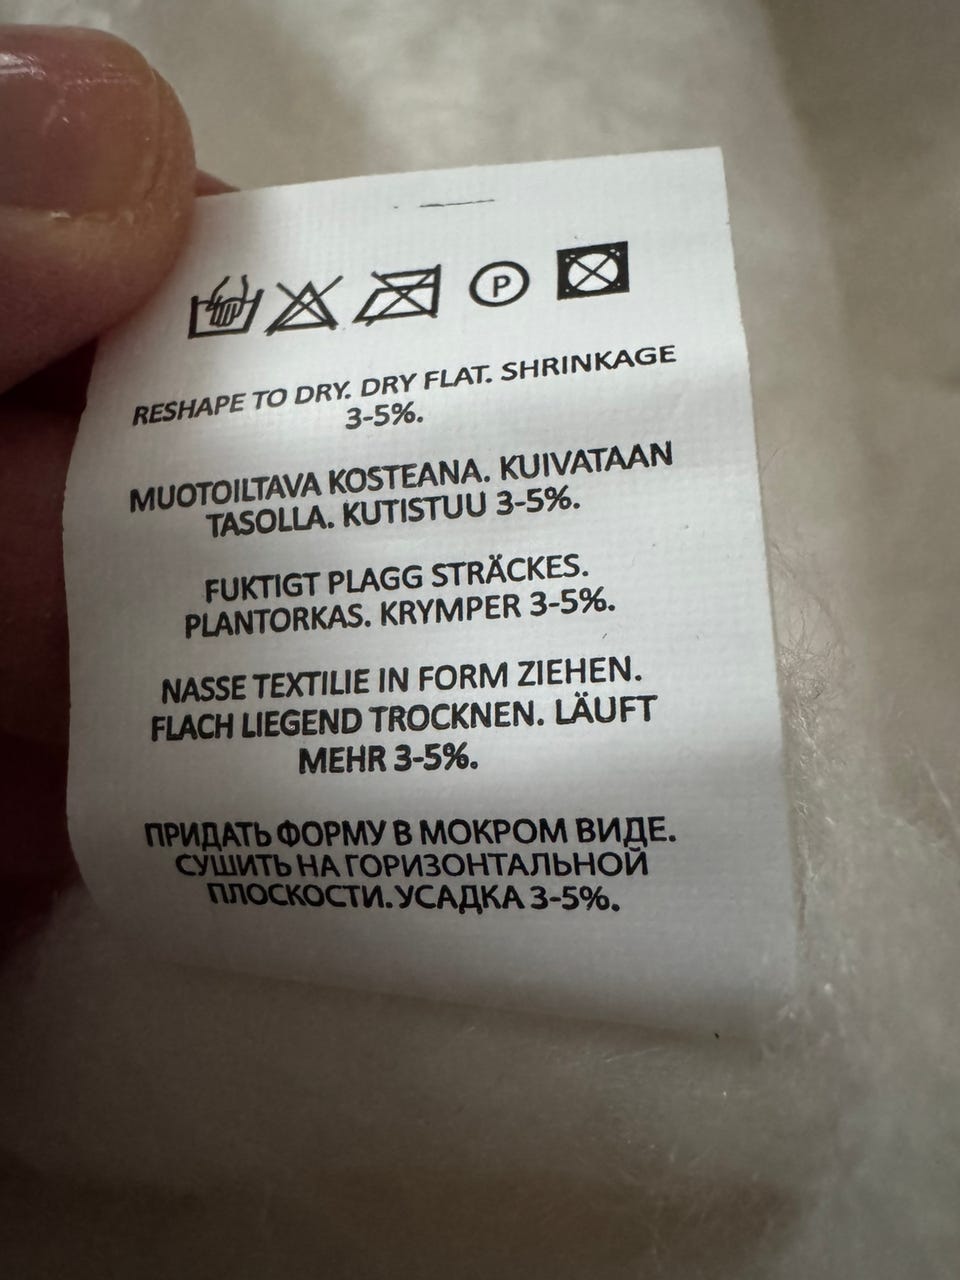 P
RESHAPE TO DRY. DRY FLAT. SHRINKAGE
3-5%.
MUOTOILTAVA KOSTEANA. KUIVATAAN
TASOLLA. KUTISTUU 3-5%.
FUKTIGT PLAGG STRÄCKES.
PLANTORKAS. KRYMPER 3-5%.
NASSE TEXTILIE IN FORM ZIEHEN.
FLACH LIEGEND TROCKNEN. LÄUFT
MEHR 3-5%.
ПРИДАТЬ ФОРМУ В МОКРОМ ВИДЕ.
СУШИТЬ НА ГОРИЗОНТАЛЬНОЙ
ПЛОСКОСТИ. УСАДКА 3-5%.